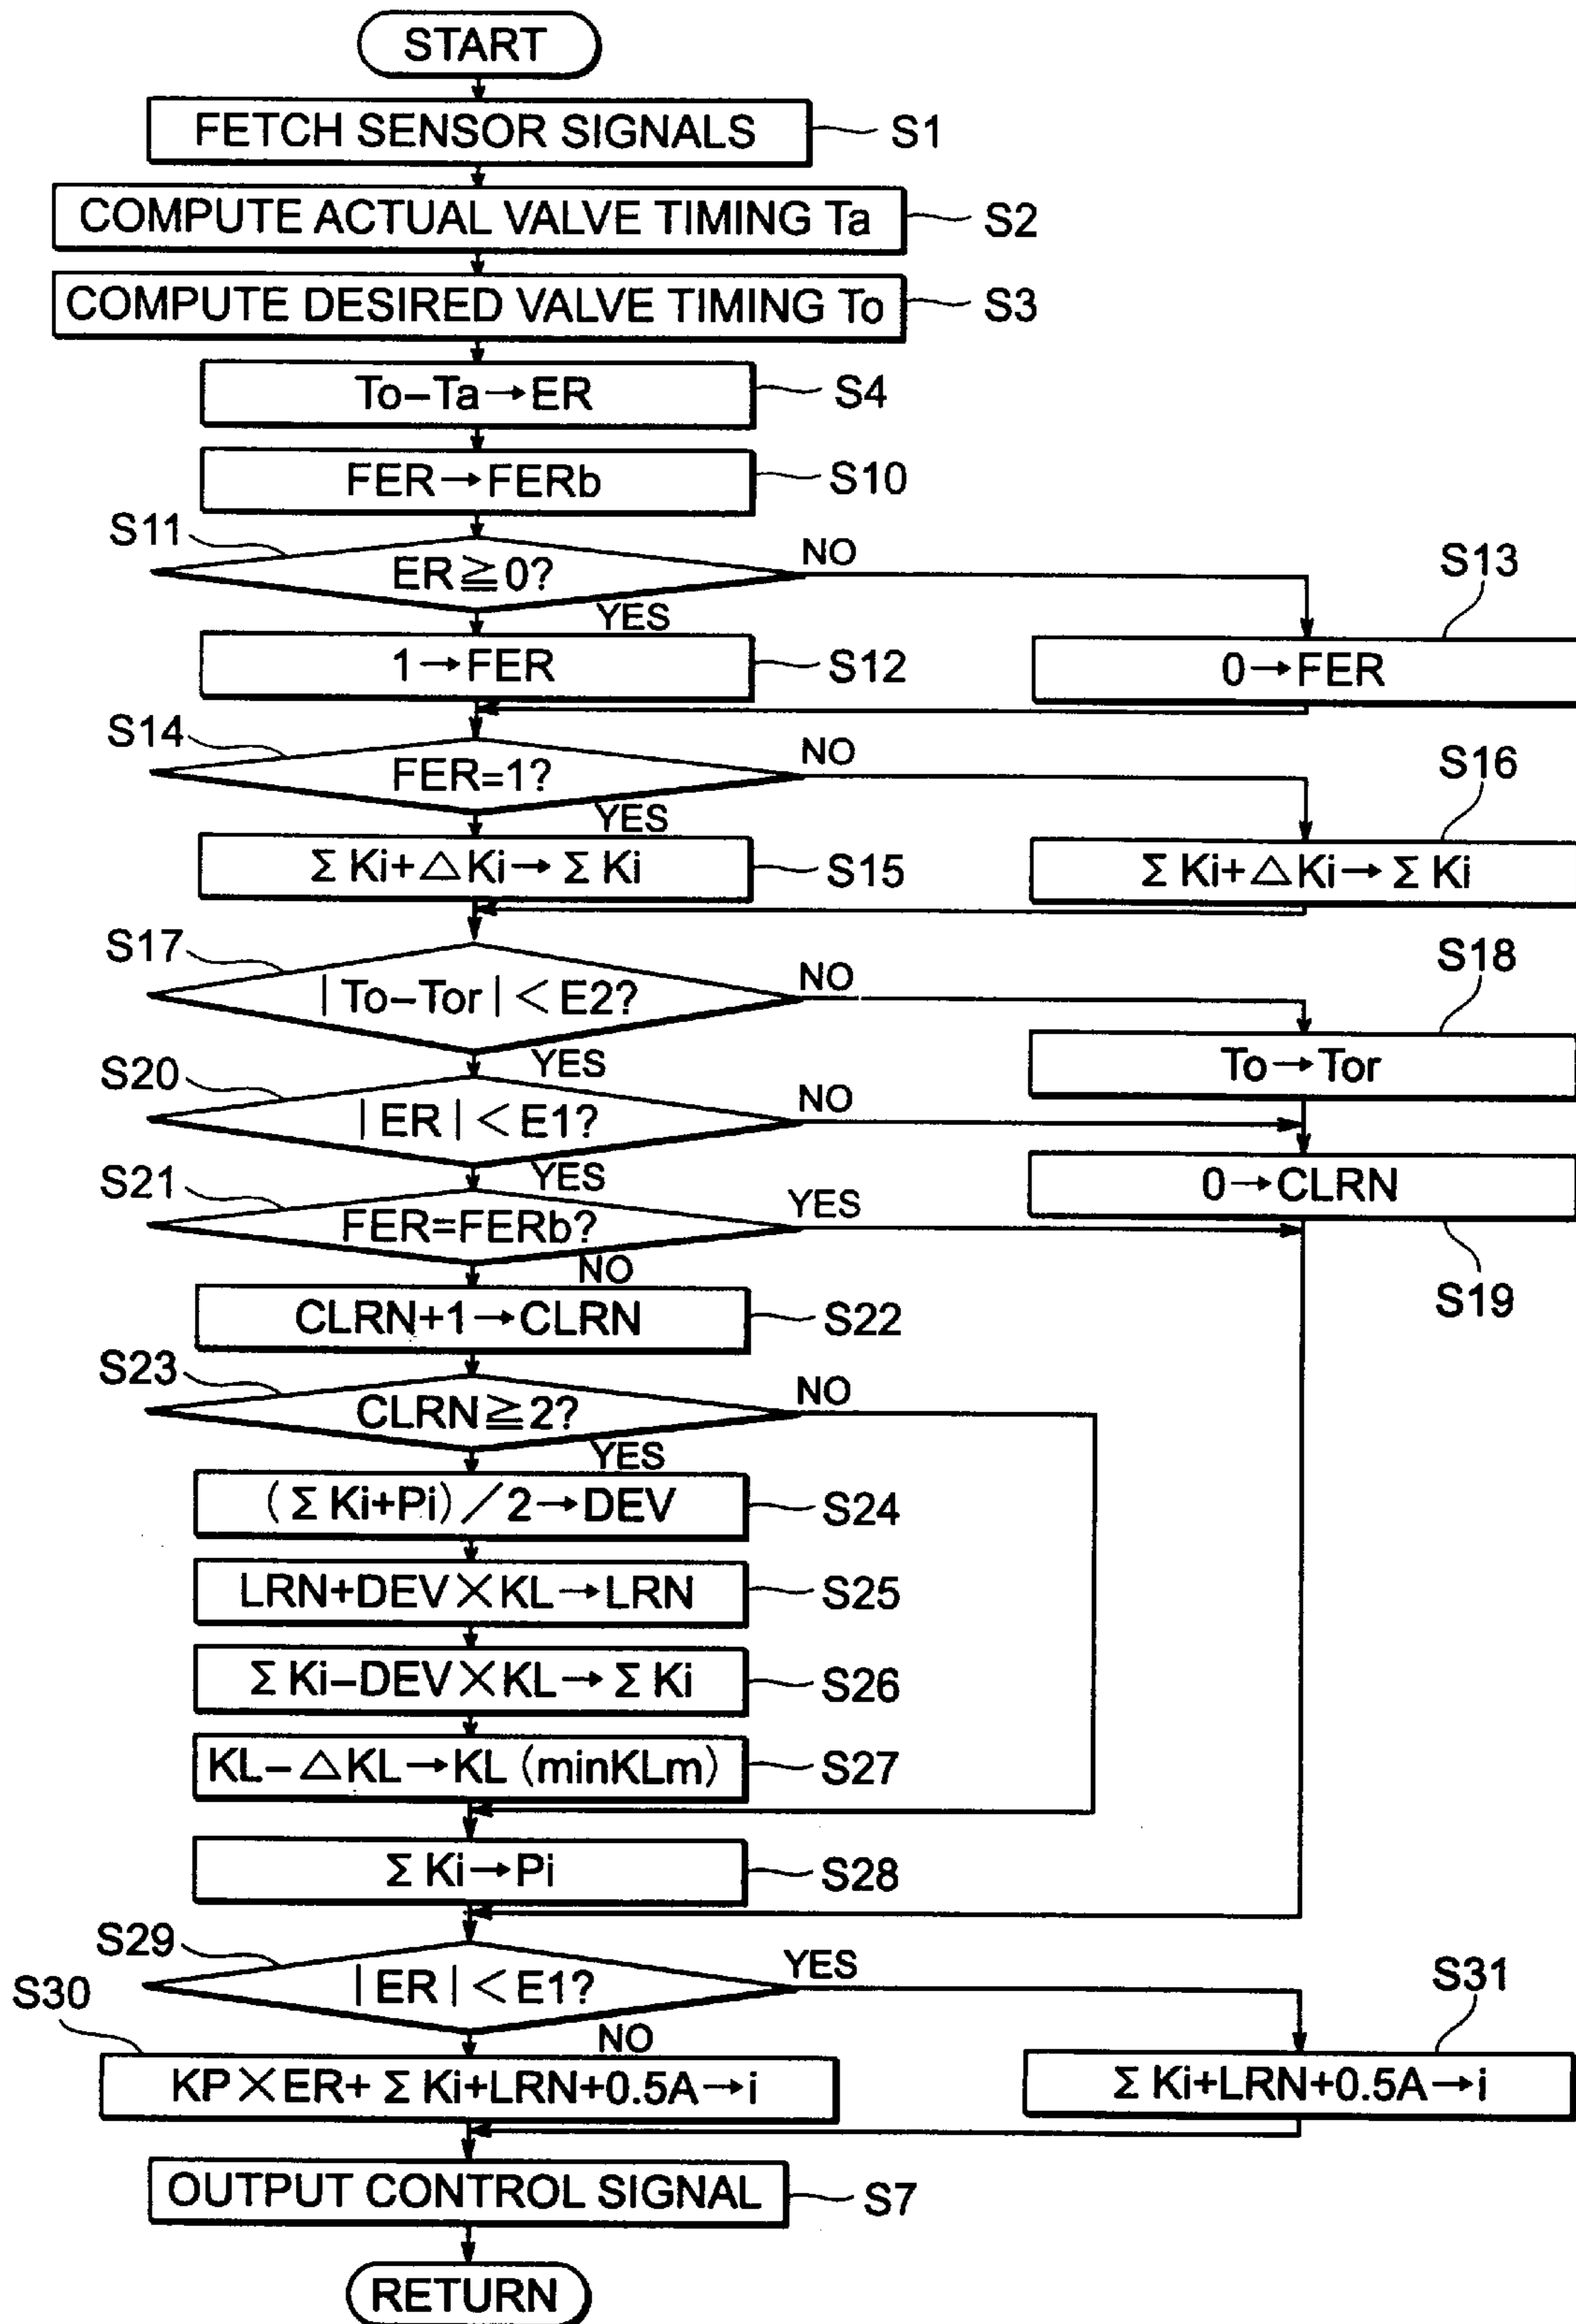 START
FETCH SENSOR SIGNALS
S1
COMPUTE ACTUAL VALVE TIMING Ta
S2
COMPUTE DESIRED VALVE TIMING To
S3
To–Ta→ER
S4
FER→FERb
S10
S11
ER≧0?
NO
YES
S13
1→FER
S12
0→FER
S14
FER=1?
NO
YES
S16
Σ Ki+△Ki→Σ Ki
S15
Σ Ki+△Ki→Σ Ki
S17
|To–Tor|<E2?
NO
YES
S18
To→Tor
S20
|ER|<E1?
NO
YES
0→CLRN
S19
S21
FER=FERb?
YES
NO
CLRN+1→CLRN
S22
S23
CLRN≧2?
NO
YES
(Σ Ki+Pi)/2→DEV
S24
LRN+DEV×KL→LRN
S25
Σ Ki–DEV×KL→Σ Ki
S26
KL–△KL→KL (minKLm)
S27
Σ Ki→Pi
S28
S29
|ER|<E1?
YES
NO
S30
KP×ER+ Σ Ki+LRN+0.5A→i
S31
Σ Ki+LRN+0.5A→i
OUTPUT CONTROL SIGNAL
S7
RETURN